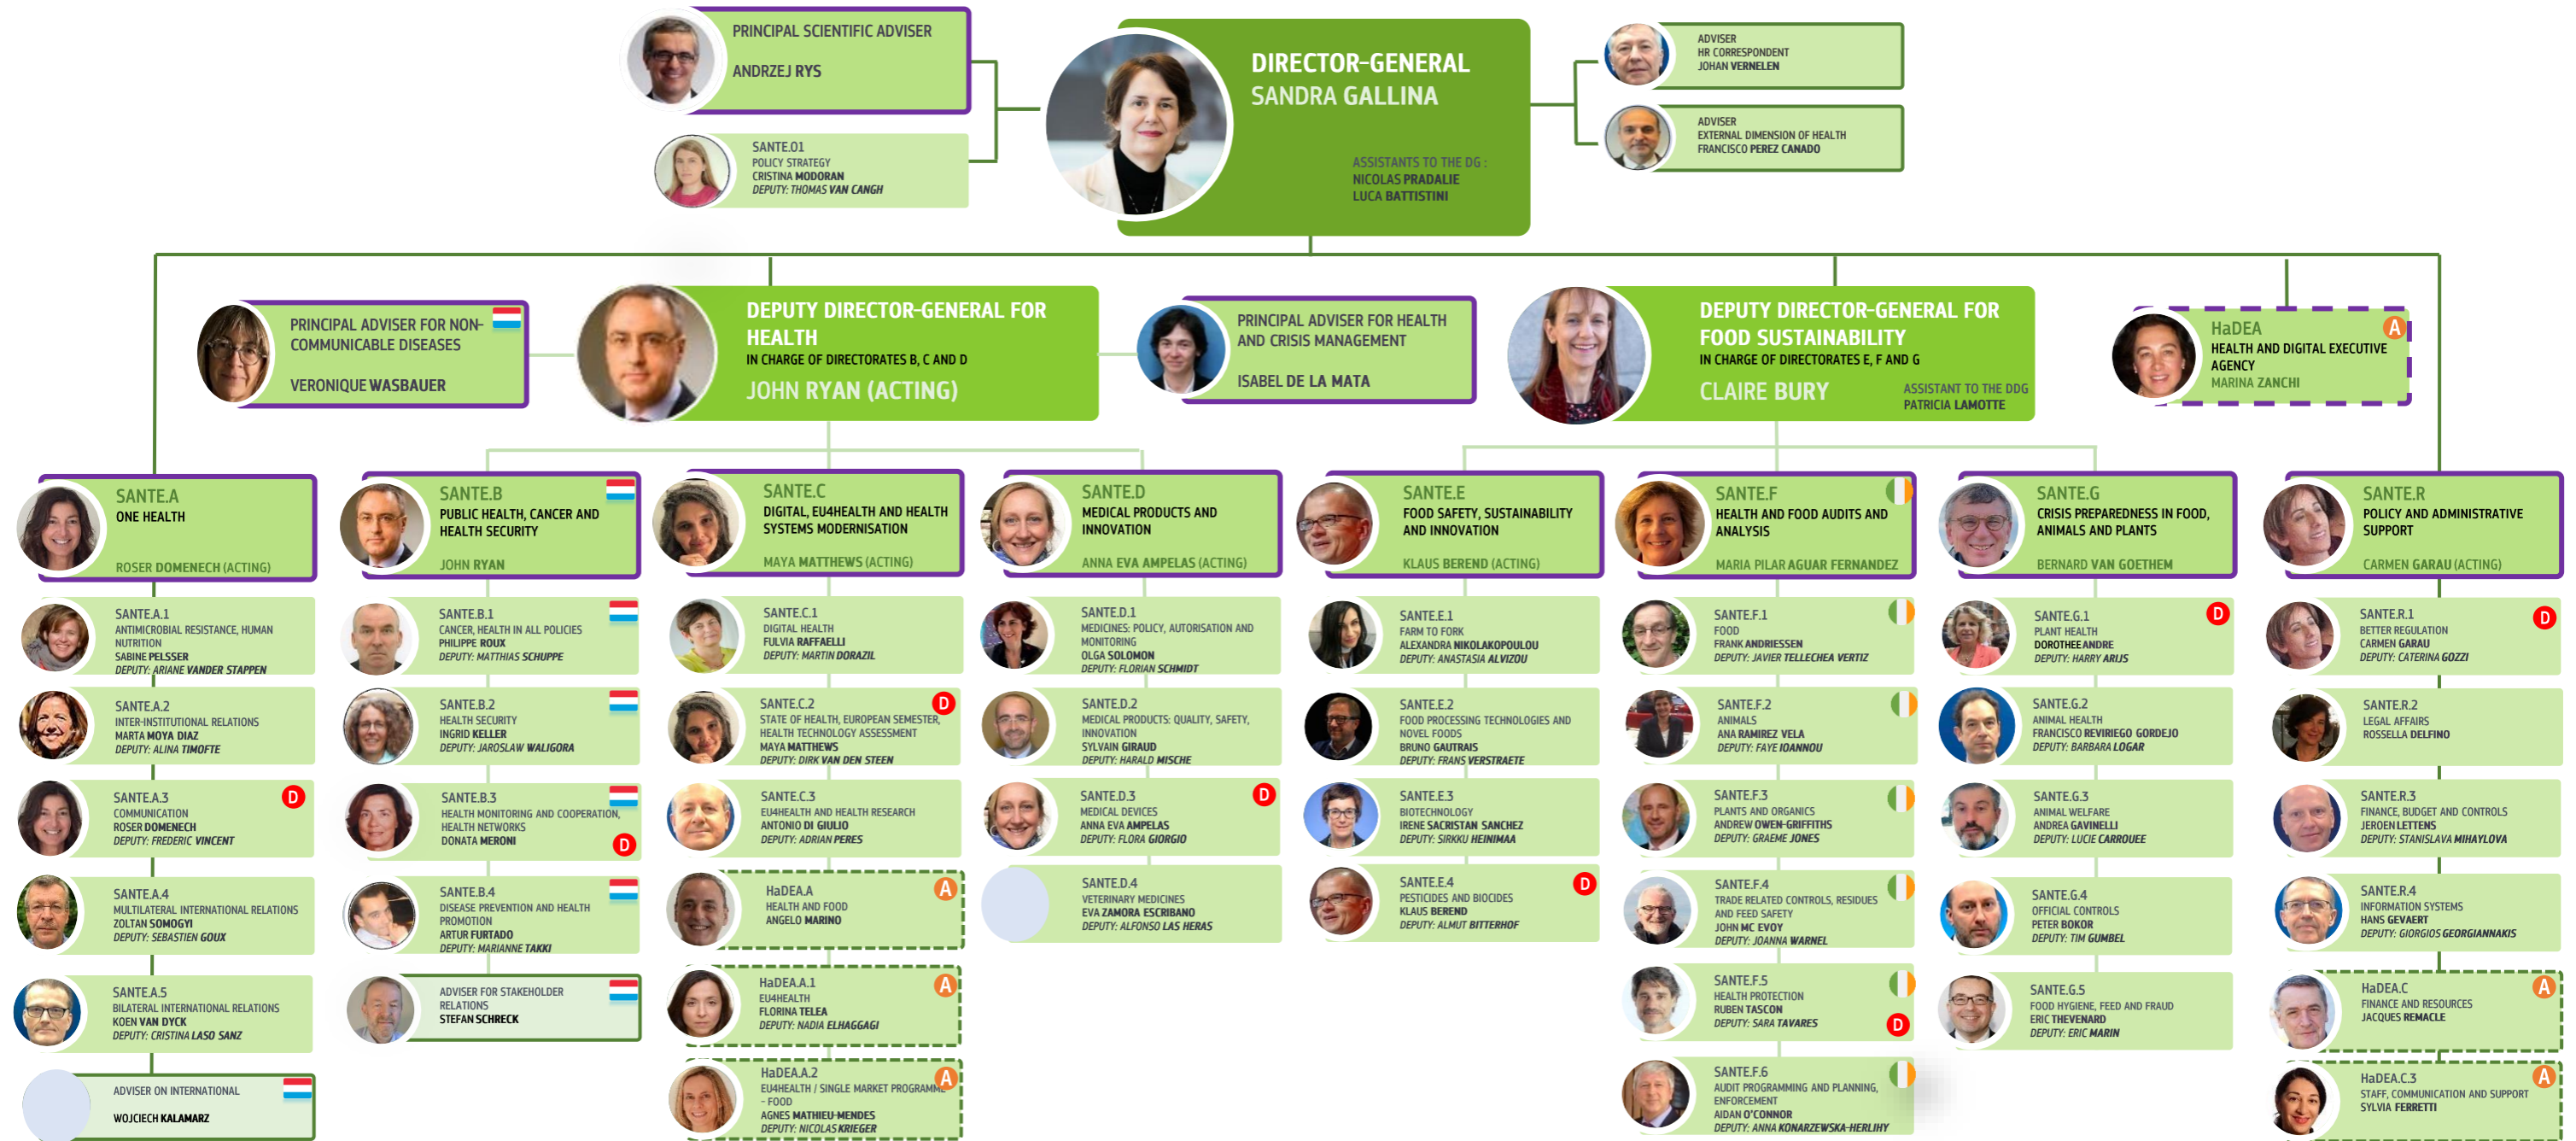 PRINCIPAL SCIENTIFIC ADVISER
ANDRZEJ RYS
SANTE.01
POLICY STRATEGY
CRISTINA MODORAN
DEPUTY: THOMAS VAN CANGH
DIRECTOR-GENERAL
SANDRA GALLINA
ASSISTANTS TO THE DG :
NICOLAS PRADALIE
LUCA BATTISTINI
ADVISER
HR CORRESPONDENT
JOHAN VERNELEN
ADVISER
EXTERNAL DIMENSION OF HEALTH
FRANCISCO PEREZ CANADO
PRINCIPAL ADVISER FOR NON-
COMMUNICABLE DISEASES
VERONIQUE WASBAUER
DEPUTY DIRECTOR-GENERAL FOR
HEALTH
IN CHARGE OF DIRECTORATES B, C AND D
JOHN RYAN (ACTING)
PRINCIPAL ADVISER FOR HEALTH
AND CRISIS MANAGEMENT
ISABEL DE LA MATA
DEPUTY DIRECTOR-GENERAL FOR
FOOD SUSTAINABILITY
IN CHARGE OF DIRECTORATES E, F AND G
CLAIRE BURY
ASSISTANT TO THE DDG
PATRICIA LAMOTTE
HaDEA
A
HEALTH AND DIGITAL EXECUTIVE
AGENCY
MARINA ZANCHI
SANTE.A
ONE HEALTH
ROSER DOMENECH (ACTING)
SANTE.A.1
ANTIMICROBIAL RESISTANCE, HUMAN
NUTRITION
SABINE PELSSER
DEPUTY: ARIANE VANDER STAPPEN
SANTE.A.2
INTER-INSTITUTIONAL RELATIONS
MARTA MOYA DIAZ
DEPUTY: ALINA TIMOFTE
SANTE.A.3
D
COMMUNICATION
ROSER DOMENECH
DEPUTY: FREDERIC VINCENT
SANTE.A.4
MULTILATERAL INTERNATIONAL RELATIONS
ZOLTAN SOMOGYI
DEPUTY: SEBASTIEN GOUX
SANTE.A.5
BILATERAL INTERNATIONAL RELATIONS
KOEN VAN DYCK
DEPUTY: CRISTINA LASO SANZ
ADVISER ON INTERNATIONAL
WOJCIECH KALAMARZ
SANTE.B
PUBLIC HEALTH, CANCER AND
HEALTH SECURITY
JOHN RYAN
SANTE.B.1
CANCER, HEALTH IN ALL POLICIES
PHILIPPE ROUX
DEPUTY: MATTHIAS SCHUPPE
SANTE.B.2
HEALTH SECURITY
INGRID KELLER
DEPUTY: JAROSLAW WALIGORA
SANTE.B.3
HEALTH MONITORING AND COOPERATION,
HEALTH NETWORKS
DONATA MERONI
D
SANTE.B.4
DISEASE PREVENTION AND HEALTH
PROMOTION
ARTUR FURTADO
DEPUTY: MARIANNE TAKKI
ADVISER FOR STAKEHOLDER
RELATIONS
STEFAN SCHRECK
SANTE.C
DIGITAL, EU4HEALTH AND HEALTH
SYSTEMS MODERNISATION
MAYA MATTHEWS (ACTING)
SANTE.C.1
DIGITAL HEALTH
FULVIA RAFFAELLI
DEPUTY: MARTIN DORAZIL
SANTE.C.2
D
STATE OF HEALTH, EUROPEAN SEMESTER,
HEALTH TECHNOLOGY ASSESSMENT
MAYA MATTHEWS
DEPUTY: DIRK VAN DEN STEEN
SANTE.C.3
EU4HEALTH AND HEALTH RESEARCH
ANTONIO DI GIULIO
DEPUTY: ADRIAN PERES
HaDEA.A
A
HEALTH AND FOOD
ANGELO MARINO
HaDEA.A.1
A
EU4HEALTH
FLORINA TELEA
DEPUTY: NADIA ELHAGGAGI
HaDEA.A.2
A
EU4HEALTH / SINGLE MARKET PROGRAMME
- FOOD
AGNES MATHIEU-MENDES
DEPUTY: NICOLAS KRIEGER
SANTE.D
MEDICAL PRODUCTS AND
INNOVATION
ANNA EVA AMPELAS (ACTING)
SANTE.D.1
MEDICINES: POLICY, AUTORISATION AND
MONITORING
OLGA SOLOMON
DEPUTY: FLORIAN SCHMIDT
SANTE.D.2
MEDICAL PRODUCTS: QUALITY, SAFETY,
INNOVATION
SYLVAIN GIRAUD
DEPUTY: HARALD MISCHE
SANTE.D.3
D
MEDICAL DEVICES
ANNA EVA AMPELAS
DEPUTY: FLORA GIORGIO
SANTE.D.4
VETERINARY MEDICINES
EVA ZAMORA ESCRIBANO
DEPUTY: ALFONSO LAS HERAS
SANTE.E
FOOD SAFETY, SUSTAINABILITY
AND INNOVATION
KLAUS BEREND (ACTING)
SANTE.E.1
FARM TO FORK
ALEXANDRA NIKOLAKOPOULOU
DEPUTY: ANASTASIA ALVIZOU
SANTE.E.2
FOOD PROCESSING TECHNOLOGIES AND
NOVEL FOODS
BRUNO GAUTRAIS
DEPUTY: FRANS VERSTRAETE
SANTE.E.3
BIOTECHNOLOGY
IRENE SACRISTAN SANCHEZ
DEPUTY: SIRKKU HEINIMAA
SANTE.E.4
D
PESTICIDES AND BIOCIDES
KLAUS BEREND
DEPUTY: ALMUT BITTERHOF
SANTE.F
HEALTH AND FOOD AUDITS AND
ANALYSIS
MARIA PILAR AGUAR FERNANDEZ
SANTE.F.1
FOOD
FRANK ANDRIESSEN
DEPUTY: JAVIER TELLECHEA VERTIZ
SANTE.F.2
ANIMALS
ANA RAMIREZ VELA
DEPUTY: FAYE IOANNOU
SANTE.F.3
PLANTS AND ORGANICS
ANDREW OWEN-GRIFFITHS
DEPUTY: GRAEME JONES
SANTE.F.4
TRADE RELATED CONTROLS, RESIDUES
AND FEED SAFETY
JOHN MC EVOY
DEPUTY: JOANNA WARNEL
SANTE.F.5
HEALTH PROTECTION
RUBEN TASCON
DEPUTY: SARA TAVARES
D
SANTE.F.6
AUDIT PROGRAMMING AND PLANNING,
ENFORCEMENT
AIDAN O'CONNOR
DEPUTY: ANNA KONARZEWSKA-HERLIHY
SANTE.G
CRISIS PREPAREDNESS IN FOOD,
ANIMALS AND PLANTS
BERNARD VAN GOETHEM
SANTE.G.1
D
PLANT HEALTH
DOROTHEE ANDRE
DEPUTY: HARRY ARIJS
SANTE.G.2
ANIMAL HEALTH
FRANCISCO REVIRIEGO GORDEJO
DEPUTY: BARBARA LOGAR
SANTE.G.3
ANIMAL WELFARE
ANDREA GAVINELLI
DEPUTY: LUCIE CARROUEE
SANTE.G.4
OFFICIAL CONTROLS
PETER BOKOR
DEPUTY: TIM GUMBEL
SANTE.G.5
FOOD HYGIENE, FEED AND FRAUD
ERIC THEVENARD
DEPUTY: ERIC MARIN
SANTE.R
POLICY AND ADMINISTRATIVE
SUPPORT
CARMEN GARAU (ACTING)
SANTE.R.1
D
BETTER REGULATION
CARMEN GARAU
DEPUTY: CATERINA GOZZI
SANTE.R.2
LEGAL AFFAIRS
ROSSELLA DELFINO
SANTE.R.3
FINANCE, BUDGET AND CONTROLS
JEROEN LETTENS
DEPUTY: STANISLAVA MIHAYLOVA
SANTE.R.4
INFORMATION SYSTEMS
HANS GEVAERT
DEPUTY: GIORGIOS GEORGIANNAKIS
HaDEA.C
A
FINANCE AND RESOURCES
JACQUES REMACLE
HaDEA.C.3
A
STAFF, COMMUNICATION AND SUPPORT
SYLVIA FERRETTI